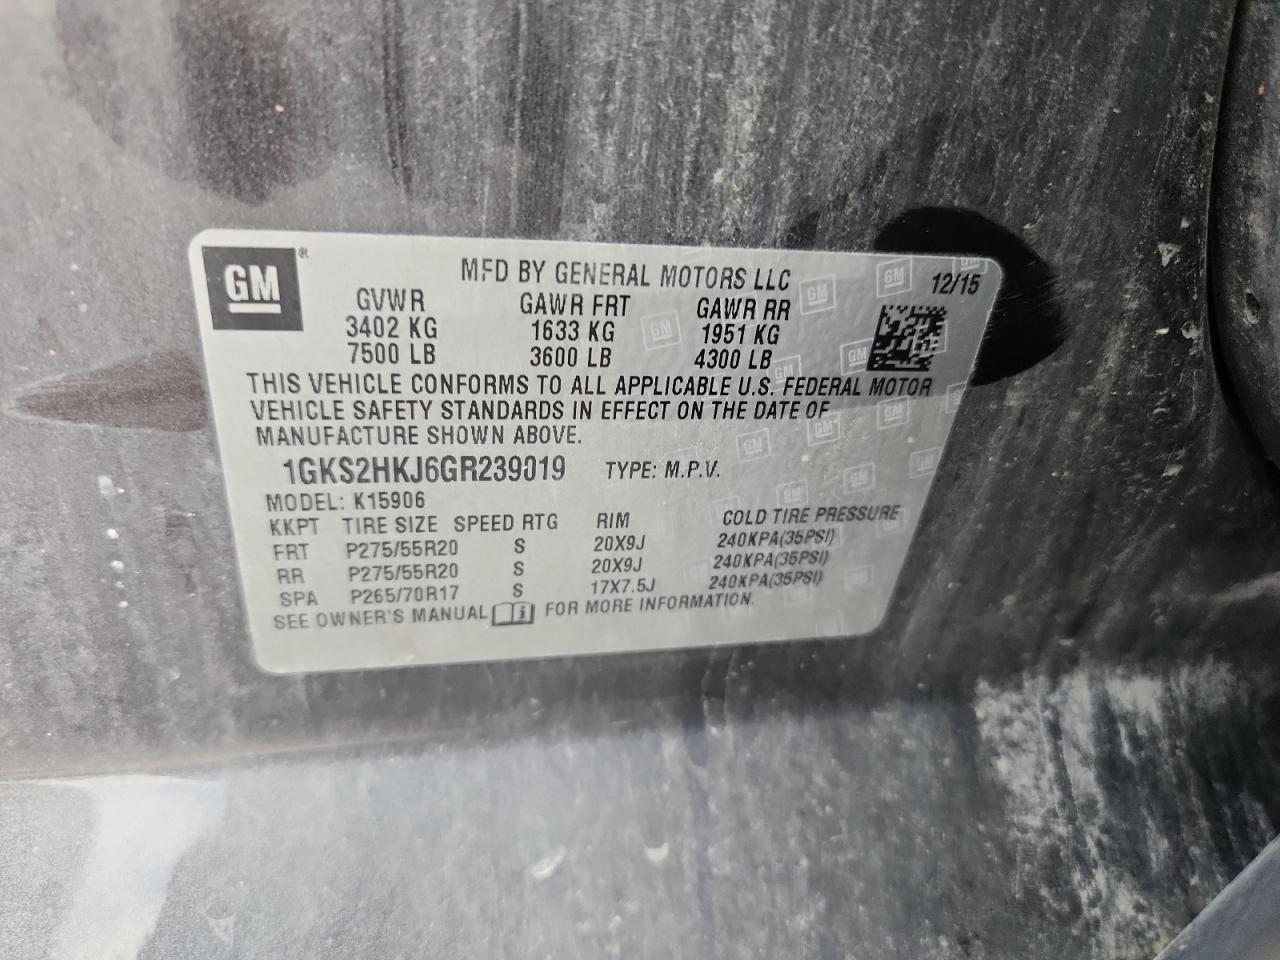 GM ®
MFD BY GENERAL MOTORS LLC 12/15
GVWR GAWR FRT GAWR RR
3402 KG 1633 KG 1951 KG
7500 LB 3600 LB 4300 LB
THIS VEHICLE CONFORMS TO ALL APPLICABLE U.S. FEDERAL MOTOR
VEHICLE SAFETY STANDARDS IN EFFECT ON THE DATE OF
MANUFACTURE SHOWN ABOVE.
1GKS2HKJ6GR239019 TYPE: M.P.V.
MODEL: K15906
KKPT TIRE SIZE SPEED RTG RIM COLD TIRE PRESSURE
FRT P275/55R20 S 20X9J 240KPA(35PSI)
RR P275/55R20 S 20X9J 240KPA(35PSI)
SPA P265/70R17 S 17X7.5J 240KPA(35PSI)
SEE OWNER'S MANUAL i FOR MORE INFORMATION.